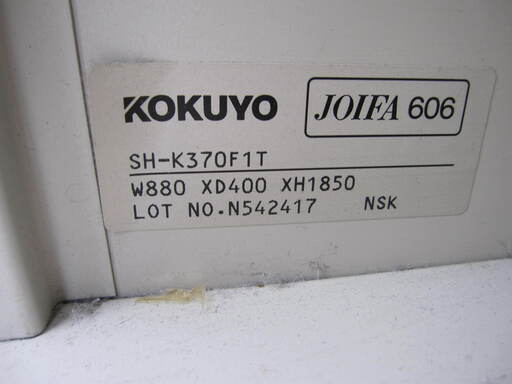 KOKUYO JOIFA 606
SH-K370F1T
W880 XD400 XH1850
LOT NO.N542417 NSK